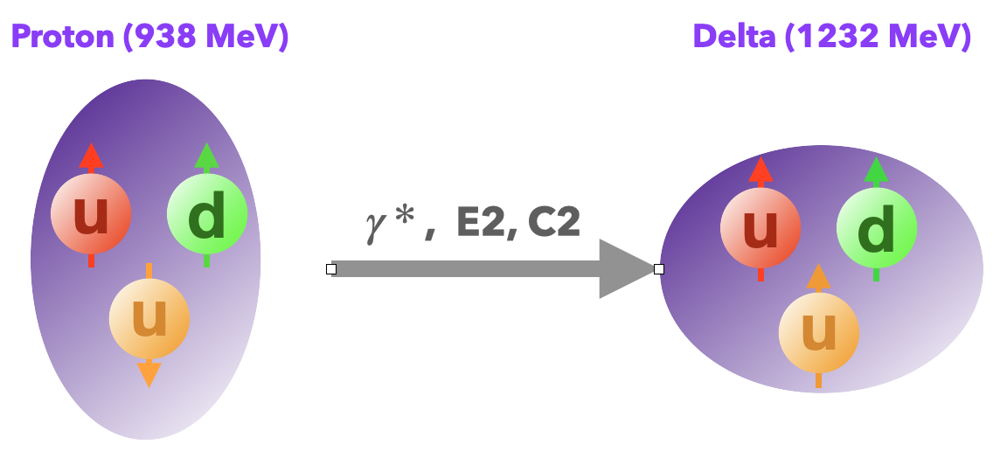 Proton (938 MeV)
Delta (1232 MeV)
u
d
u
γ*, E2, C2
u
d
u